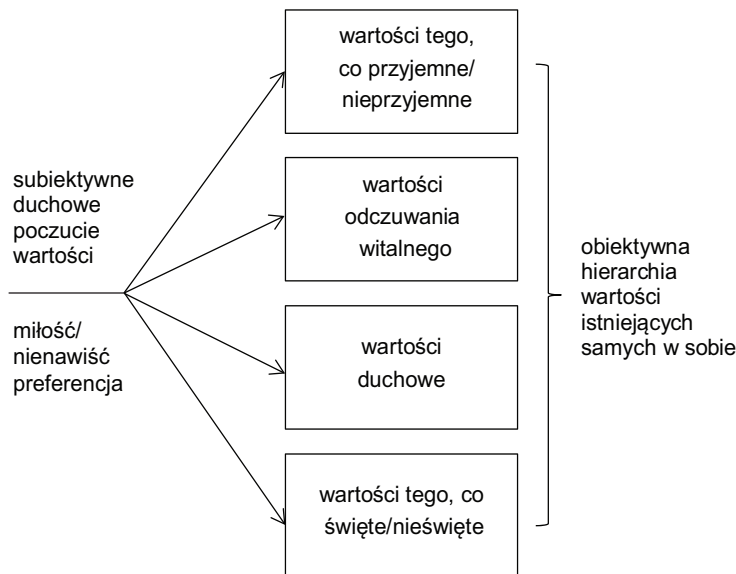 wartości tego,
co przyjemne/
nieprzyjemne
subiektywne
duchowe
poczucie
wartości
wartości
odczuwania
witalnego
obiektywna
hierarchia
wartości
istniejących
samych w sobie
miłość/
nienawiść
preferencja
wartości
duchowe
wartości tego, co
święte/nieświęte